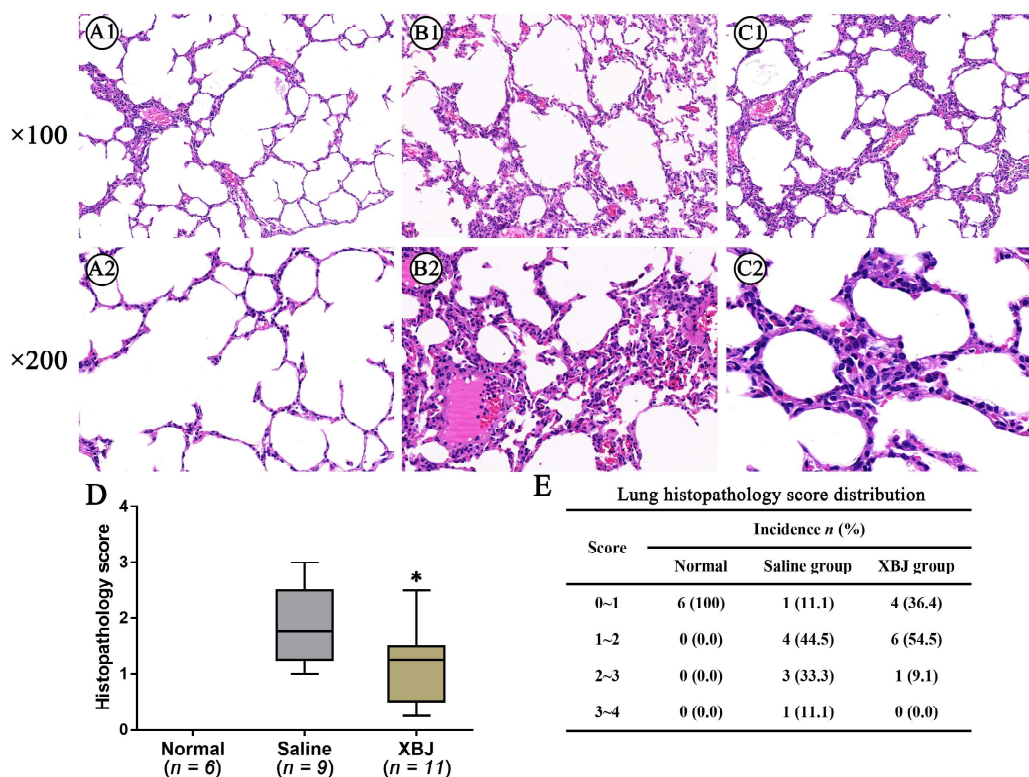 A1 B1 C1
×100
A2 B2 C2
×200
D
Histopathology score
4
3
2
1
0
*
Normal Saline XBJ
(n = 6) (n = 9) (n = 11)
E
Lung histopathology score distribution
Score Incidence n (%)
Normal Saline group XBJ group
0~1 6 (100) 1 (11.1) 4 (36.4)
1~2 0 (0.0) 4 (44.5) 6 (54.5)
2~3 0 (0.0) 3 (33.3) 1 (9.1)
3~4 0 (0.0) 1 (11.1) 0 (0.0)